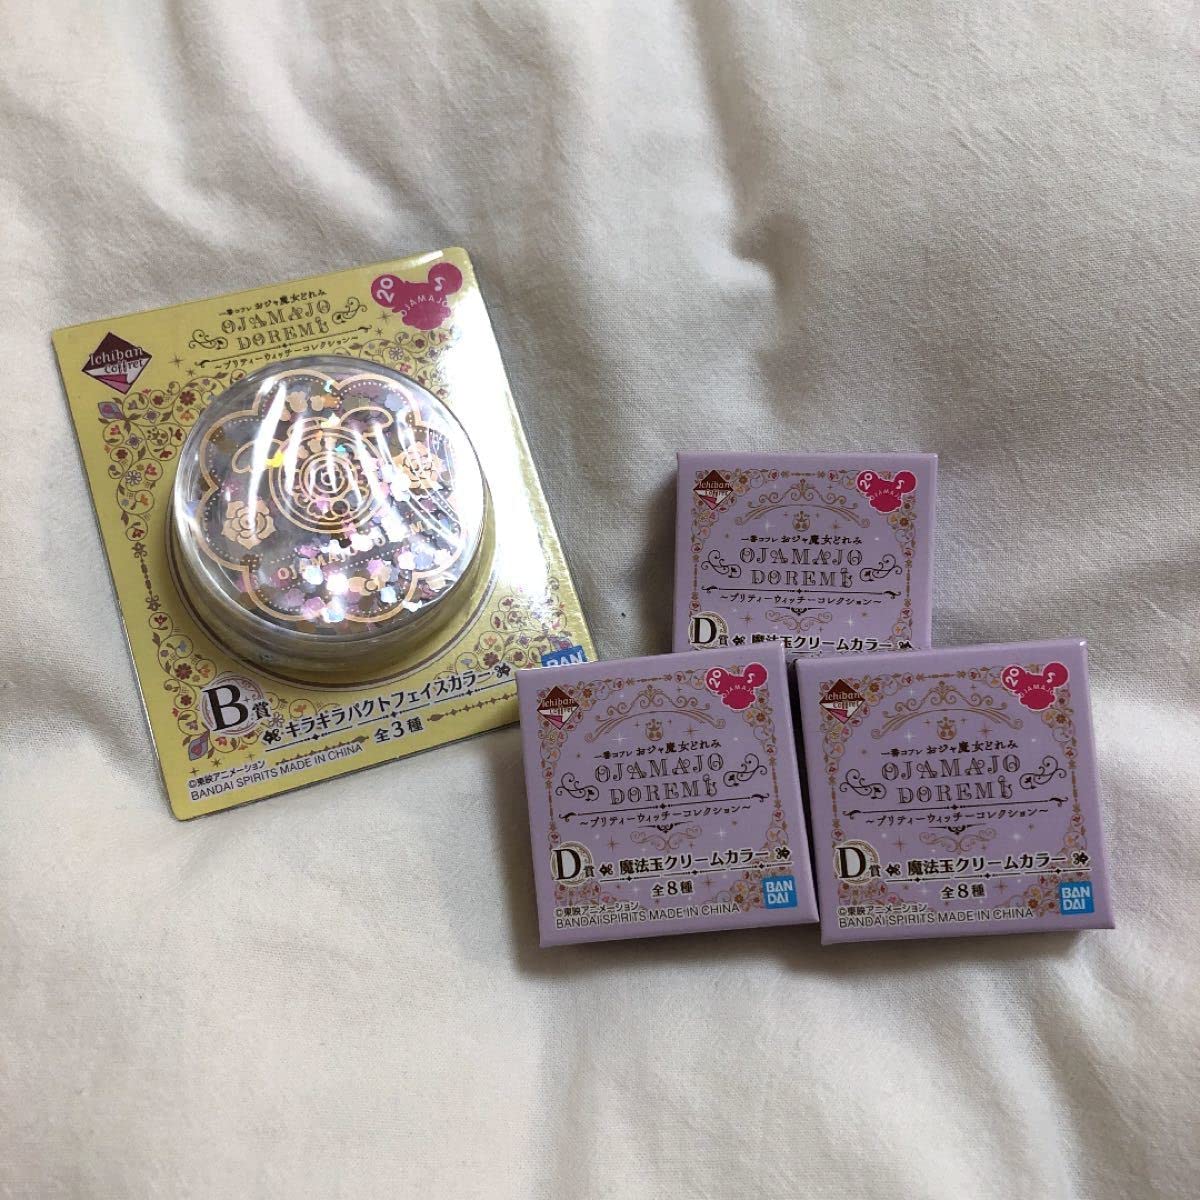 Ichiban
Coffret
20
OJAMAJO
一番コフレ おジャ魔女どれみ
OJAMAJO
DOREMI
～プリティーウィッチーコレクション～
B賞
キラキラパクトフェイスカラー
全3種
©東映アニメーション
BANDAI SPIRITS MADE IN CHINA
BAN
Ichiban
Coffret
20
OJAMAJO
一番コフレ おジャ魔女どれみ
OJAMAJO
DOREMI
～プリティーウィッチーコレクション～
D賞
魔法玉クリームカラー
Ichiban
Coffret
20
OJAMAJO
一番コフレ おジャ魔女どれみ
OJAMAJO
DOREMI
～プリティーウィッチーコレクション～
D賞
魔法玉クリームカラー
全8種
©東映アニメーション
BANDAI SPIRITS MADE IN CHINA
BAN
DAI
Ichiban
Coffret
20
OJAMAJO
一番コフレ おジャ魔女どれみ
OJAMAJO
DOREMI
～プリティーウィッチーコレクション～
D賞
魔法玉クリームカラー
全8種
©東映アニメーション
BANDAI SPIRITS MADE IN CHINA
BAN
DAI